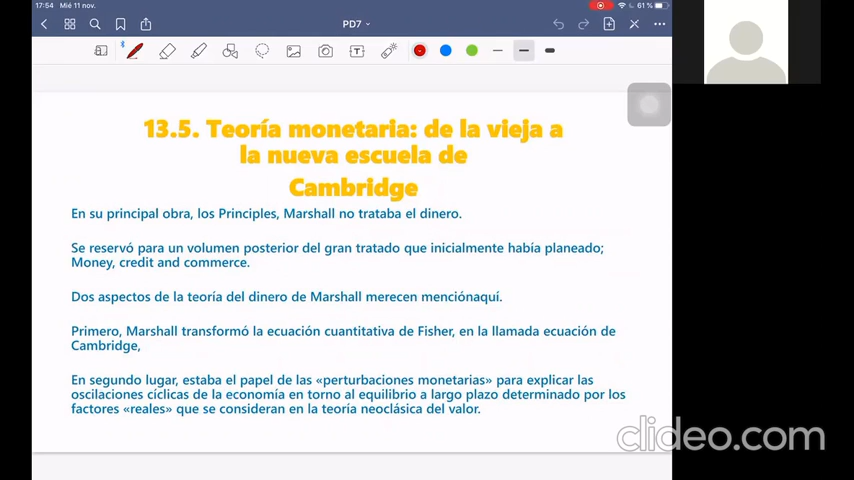 17:54 Mié 11 nov.
61 %
PD7
T
13.5. Teoría monetaria: de la vieja a
la nueva escuela de
Cambridge
En su principal obra, los Principles, Marshall no trataba el dinero.
Se reservó para un volumen posterior del gran tratado que inicialmente había planeado;
Money, credit and commerce.
Dos aspectos de la teoría del dinero de Marshall merecen menciónaquí.
Primero, Marshall transformó la ecuación cuantitativa de Fisher, en la llamada ecuación de
Cambridge,
En segundo lugar, estaba el papel de las «perturbaciones monetarias» para explicar las
oscilaciones cíclicas de la economía en torno al equilibrio a largo plazo determinado por los
factores «reales» que se consideran en la teoría neoclásica del valor.
clideo.com